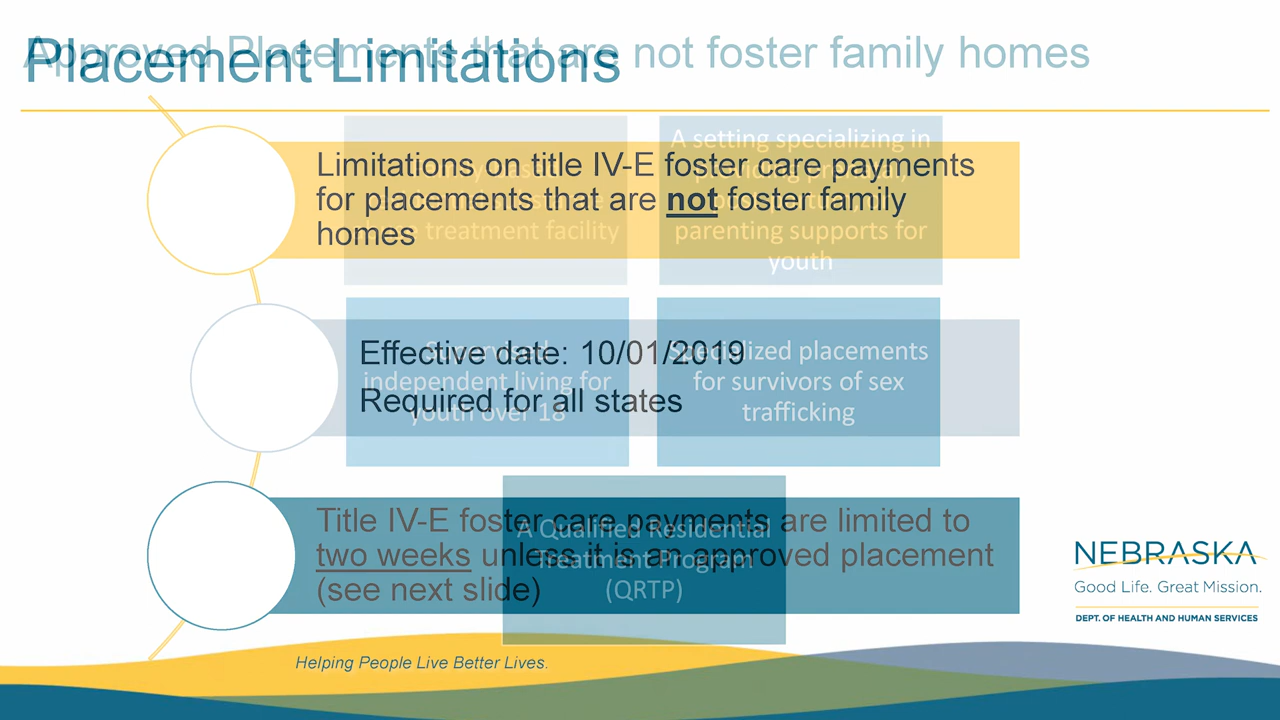 Placement Limitations
Approved Placements that are not foster family homes
Limitations on title IV-E foster care payments
for placements that are not foster family
homes
treatment facility
A setting specializing in
providing prenatal,
parenting supports for
youth
Effective date: 10/01/2019
Required for all states
Supervised
independent living for
youth over 18
Specialized placements
for survivors of sex
trafficking
Title IV-E foster care payments are limited to
two weeks unless it is an approved placement
(see next slide)
A Qualified Residential
Treatment Program
(QRTP)
NEBRASKA
Good Life. Great Mission.
DEPT. OF HEALTH AND HUMAN SERVICES
Helping People Live Better Lives.